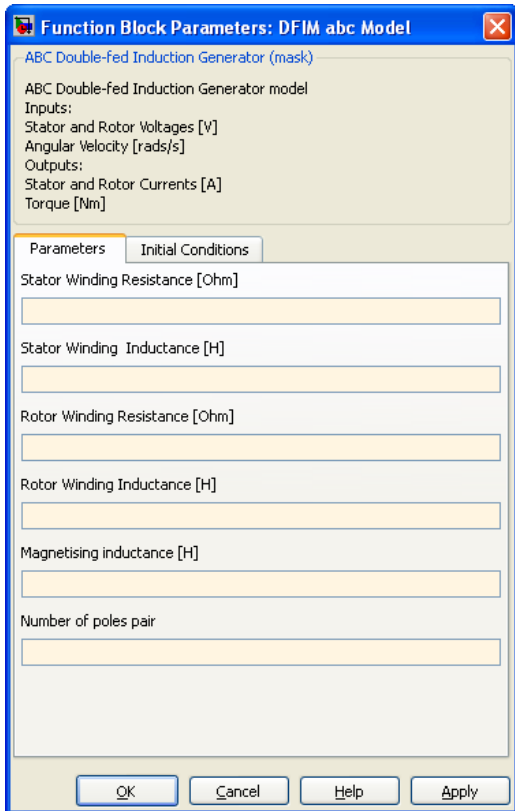 Function Block Parameters: DFIM abc Model
ABC Double-fed Induction Generator (mask)
ABC Double-fed Induction Generator model
Inputs:
Stator and Rotor Voltages [V]
Angular Velocity [rads/s]
Outputs:
Stator and Rotor Currents [A]
Torque [Nm]
Parameters
Initial Conditions
Stator Winding Resistance [Ohm]
Stator Winding  Inductance [H]
Rotor Winding Resistance [Ohm]
Rotor Winding Inductance [H]
Magnetising inductance [H]
Number of poles pair
OK
Cancel
Help
Apply